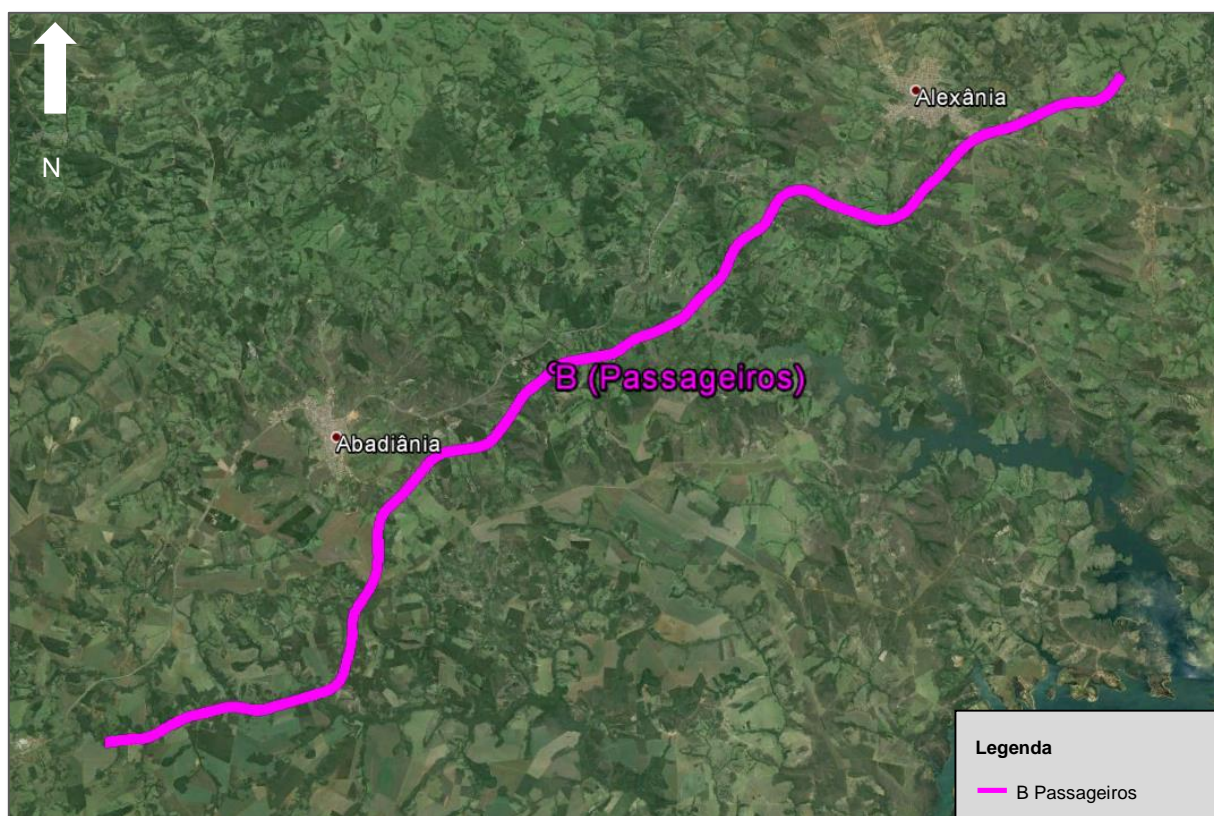 N
Alexânia
B (Passageiros)
Abadiânia
Legenda
B Passageiros